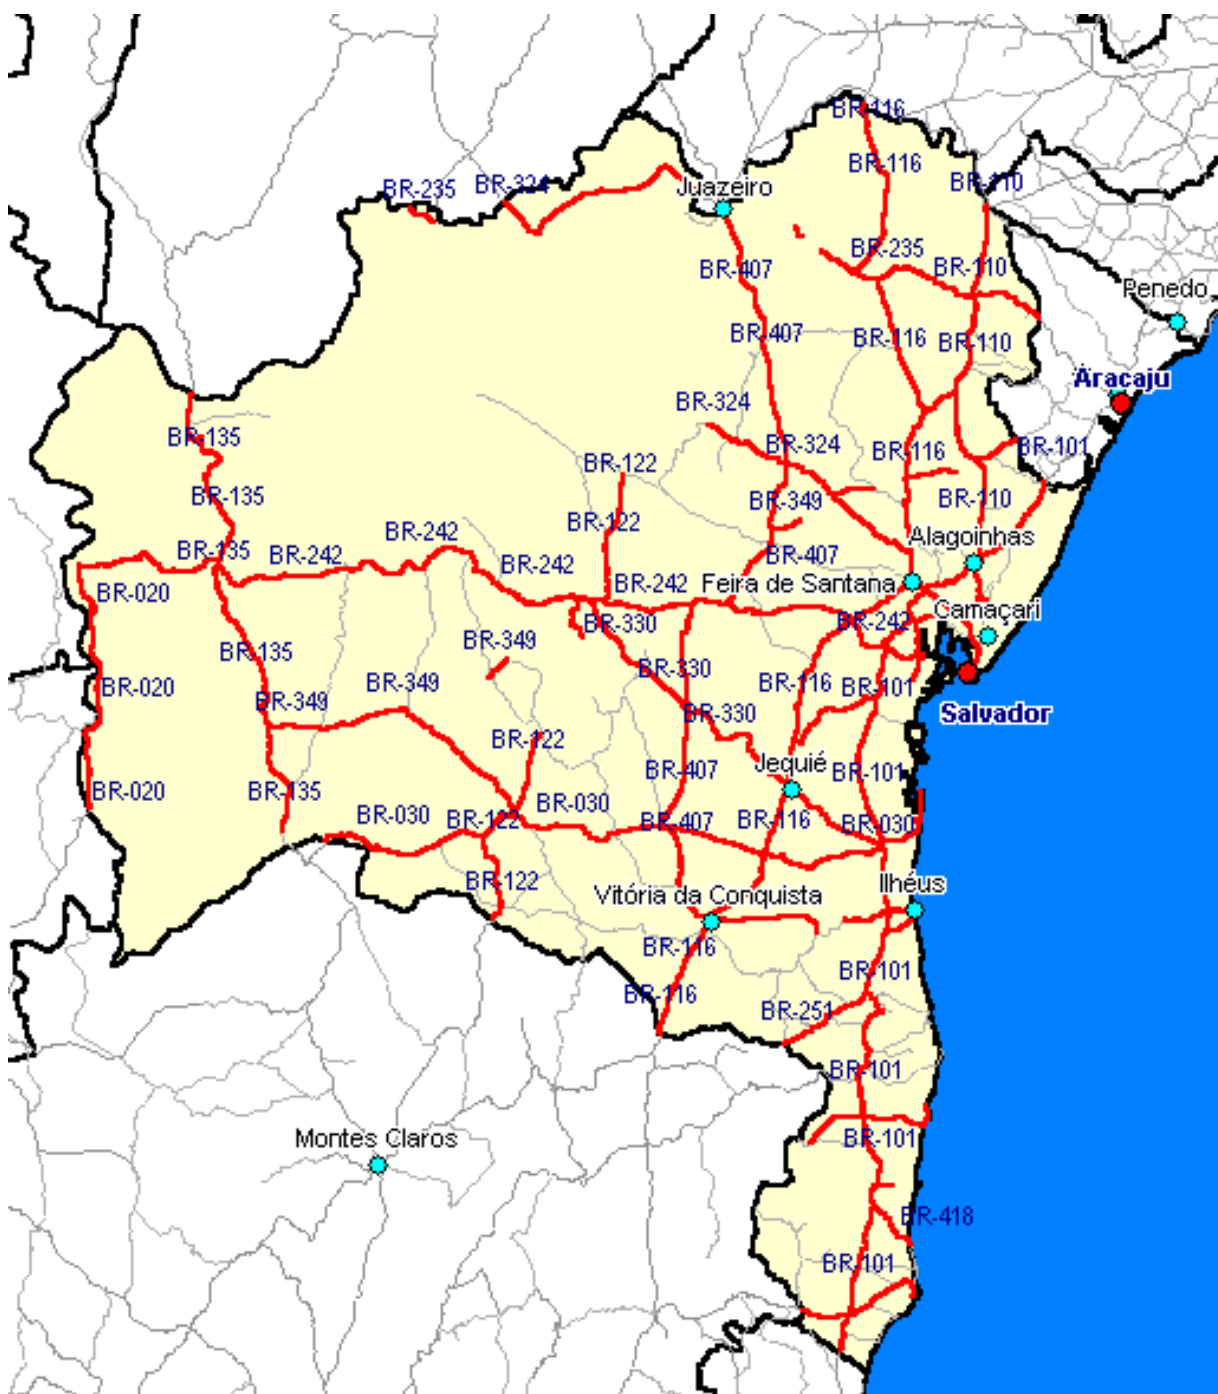 BR-116
BR-116
BR-235
BR-324
Juazeiro
BR-110
BR-235
BR-407
BR-110
Penedo
BR-407
BR-116
BR-110
Aracaju
BR-324
BR-135
BR-324
BR-116
BR-101
BR-122
BR-135
BR-349
BR-110
BR-122
BR-242
BR-135
BR-242
BR-407
Alagoinhas
BR-242
BR-242
Feira de Santana
BR-020
Camaçari
BR-330
BR-242
BR-349
BR-135
BR-330
BR-020
BR-349
BR-116
BR-101
BR-349
BR-330
Salvador
BR-122
BR-407
Jequié
BR-101
BR-020
BR-135
BR-030
BR-030
BR-122
BR-407
BR-116
BR-030
BR-122
Vitória da Conquista
Ilhéus
BR-116
BR-101
BR-116
BR-251
BR-101
Montes Claros
BR-101
BR-418
BR-101